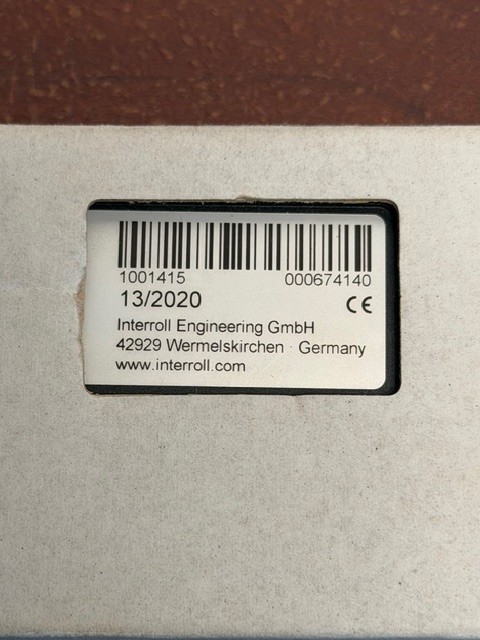 1001415 000674140
13/2020 CE
Interroll Engineering GmbH
42929 Wermelskirchen · Germany
www.interroll.com